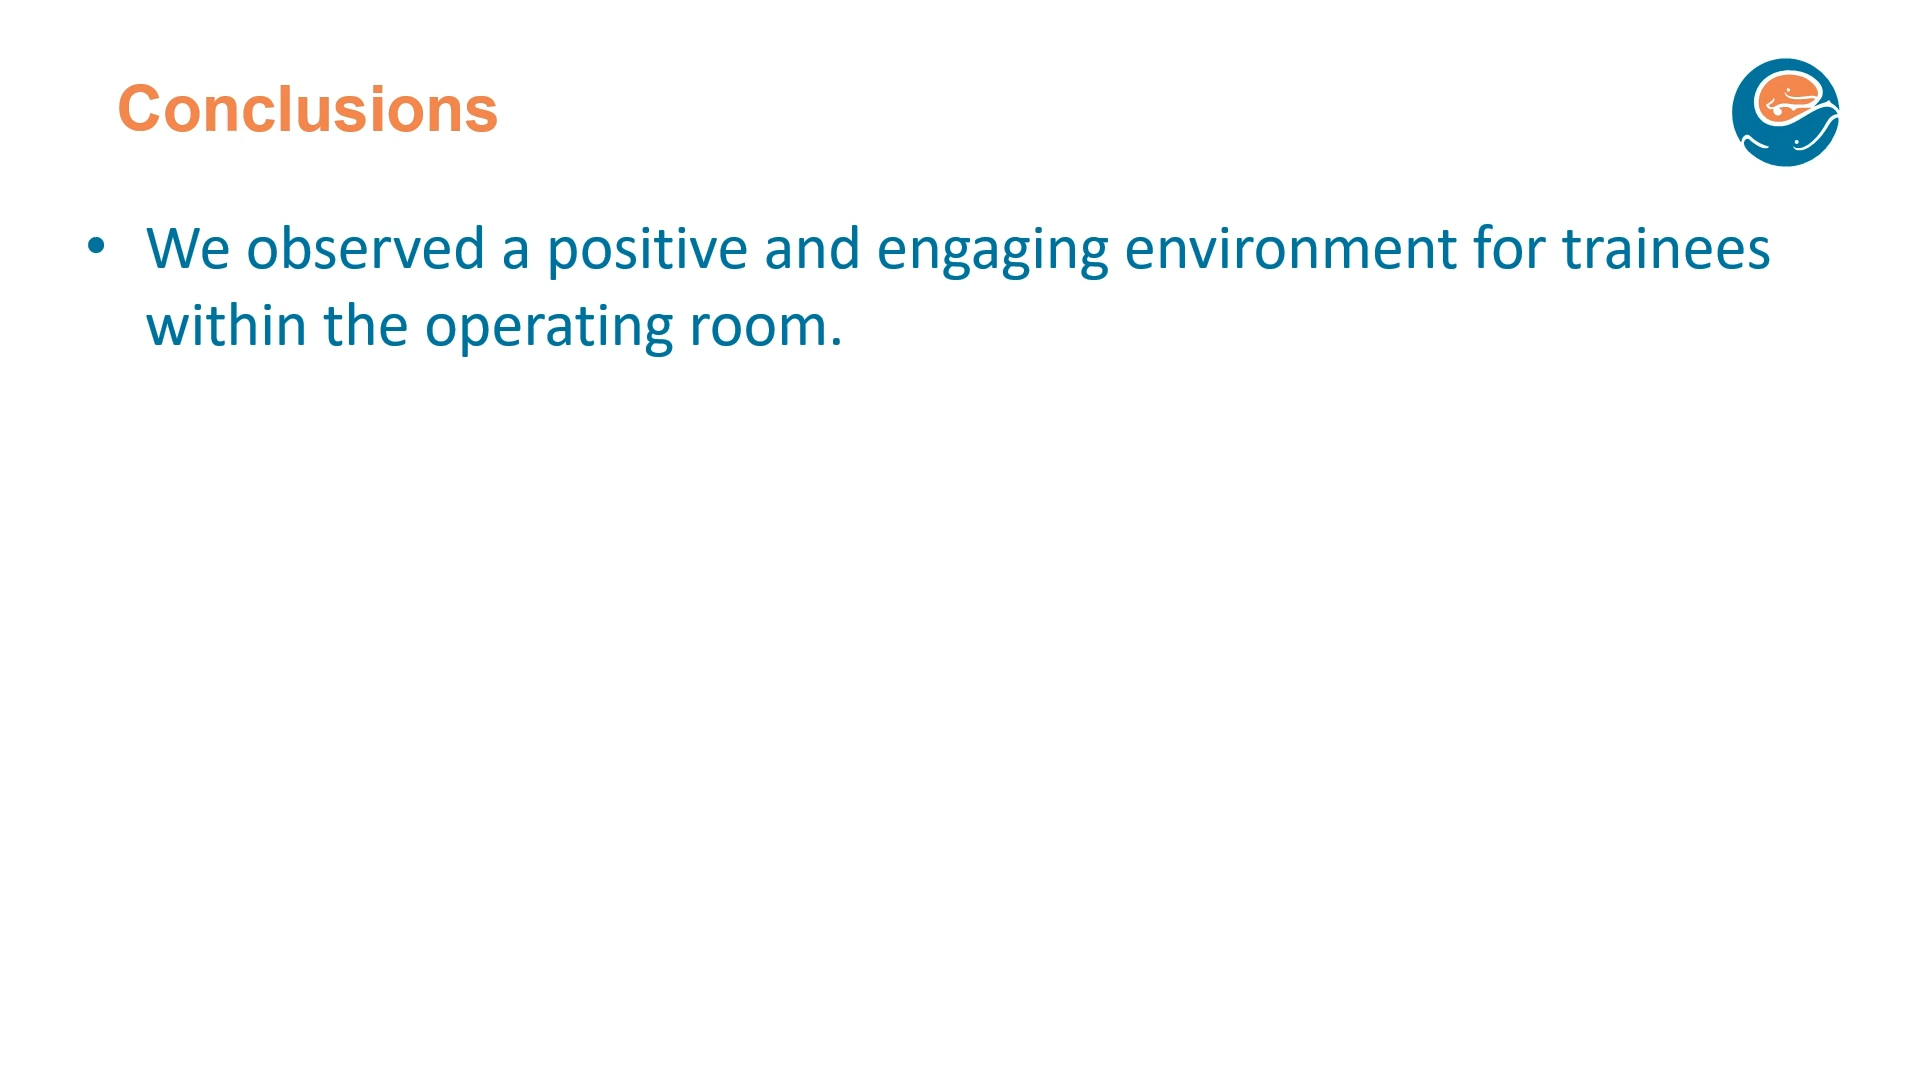 Conclusions
• We observed a positive and engaging environment for trainees
within the operating room.